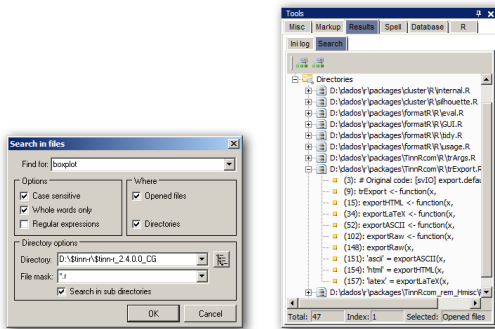 Search in files
Find for: boxplot
Options
Case sensitive
Whole words only
Regular expressions
Where
Opened files
Directories
Directory options
Directory: D:\$tinn-r\$tinn-r_2.4.0.0_CG
File mask: *.r
Search in sub directories
OK Cancel
Tools
Misc Markup Results Spell Database R
Ini log Search
Directories
D:\dados\r\packages\cluster\R\internal.R
D:\dados\r\packages\cluster\R\silhouette.R
D:\dados\r\packages\formatR\R\eval.R
D:\dados\r\packages\formatR\R\GUI.R
D:\dados\r\packages\formatR\R\tidy.R
D:\dados\r\packages\formatR\R\usage.R
D:\dados\r\packages\TinnRcom\R\trArgs.R
D:\dados\r\packages\TinnRcom\R\trExport.R
(3): # Original code: [svIO] export.defau
(9): trExport <- function(x,
(15): exportHTML <- function(x,
(34): exportLaTeX <- function(x,
(52): exportASCII <- function(x,
(102): exportRaw <- function(x,
(148): exportRaw(x,
(151): 'ascii' = exportASCII(x,
(154): 'html' = exportHTML(x,
(157): 'latex' = exportLaTeX(x,
D:\dados\r\packages\TinnRcom_rem_Hmisc\R
Total: 47 Index: 1 Selected: Opened files